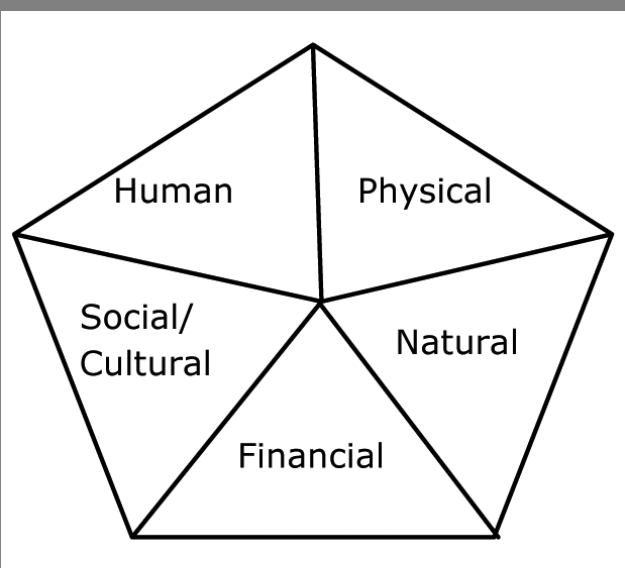 Human
Physical
Social/
Cultural
Natural
Financial